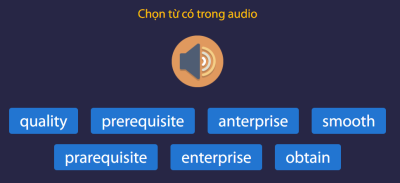 Chọn từ có trong audio
quality prerequisite anterprise smooth
prarequisite enterprise obtain